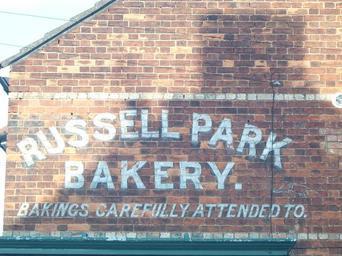 RUSSELL PARK
BAKERY.
BAKINGS CAREFULLY ATTENDED TO.